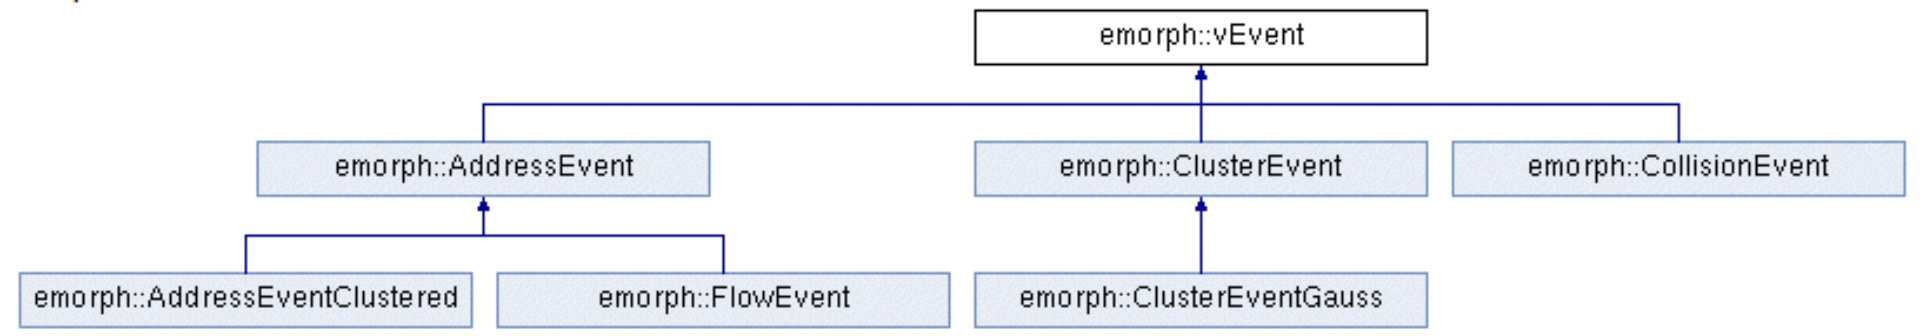 emorph::vEvent
emorph::AddressEvent
emorph::ClusterEvent
emorph::CollisionEvent
emorph::AddressEventClustered
emorph::FlowEvent
emorph::ClusterEventGauss